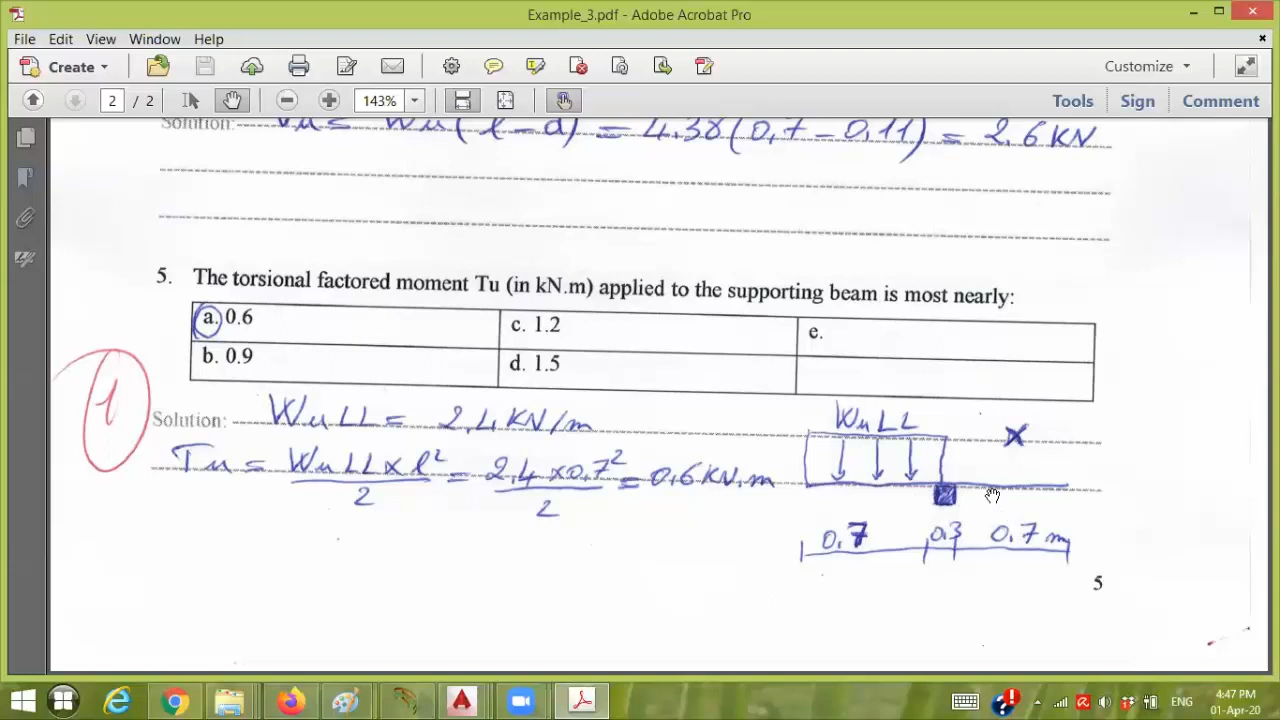 Example_3.pdf - Adobe Acrobat Pro
File Edit View Window Help
Create Customize
2 / 2 143% Tools Sign Comment
Solution: Vu = Wu (l - d) = 4.38 (0,7 - 0,11) = 2,6 KN
5. The torsional factored moment Tu (in kN.m) applied to the supporting beam is most nearly:
a. 0.6 c. 1.2 e.
b. 0.9 d. 1.5
1
Solution: WuLL = 2,4 KN/m
Tu = WuLL x l² / 2 = 2,4 x 0,7² / 2 = 0,6 KN.m
WuLL x
0.7 0.3 0.7 m
5
ENG 4:47 PM
01-Apr-20